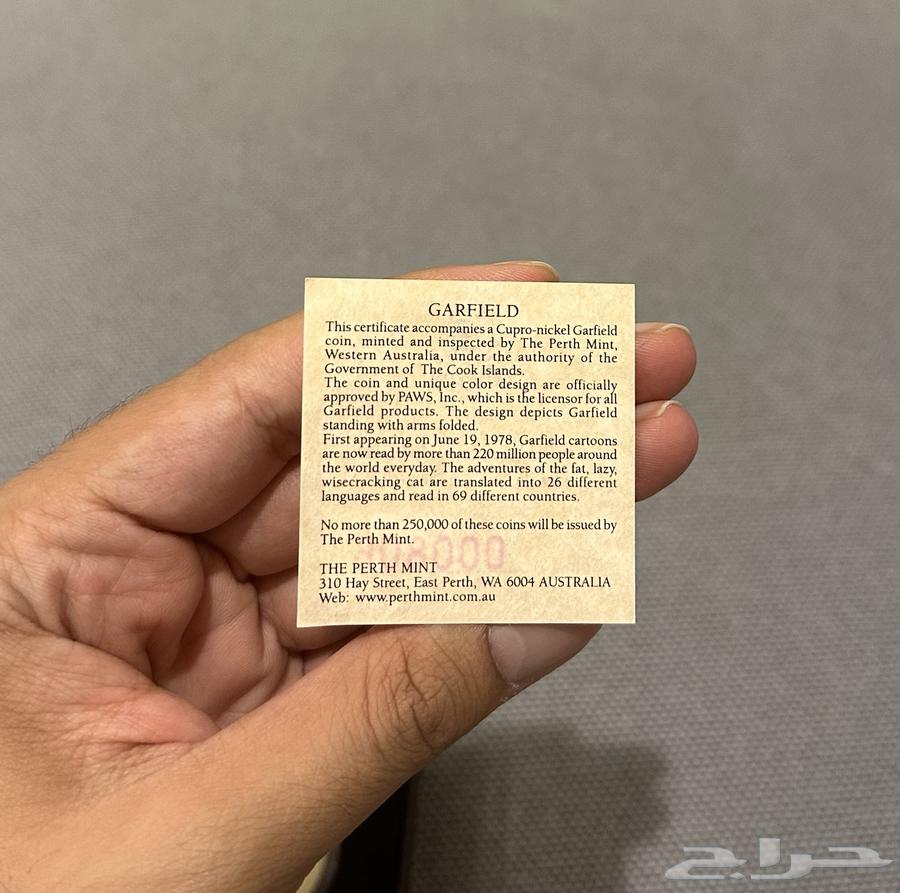 GARFIELD
This certificate accompanies a Cupro-nickel Garfield
coin, minted and inspected by The Perth Mint,
Western Australia, under the authority of the
Government of The Cook Islands.
The coin and unique color design are officially
approved by PAWS, Inc., which is the licensor for all
Garfield products. The design depicts Garfield
standing with arms folded.
First appearing on June 19, 1978, Garfield cartoons
are now read by more than 220 million people around
the world everyday. The adventures of the fat, lazy,
wisecracking cat are translated into 26 different
languages and read in 69 different countries.
No more than 250,000 of these coins will be issued by
The Perth Mint.
THE PERTH MINT
310 Hay Street, East Perth, WA 6004 AUSTRALIA
Web: www.perthmint.com.au
حراج